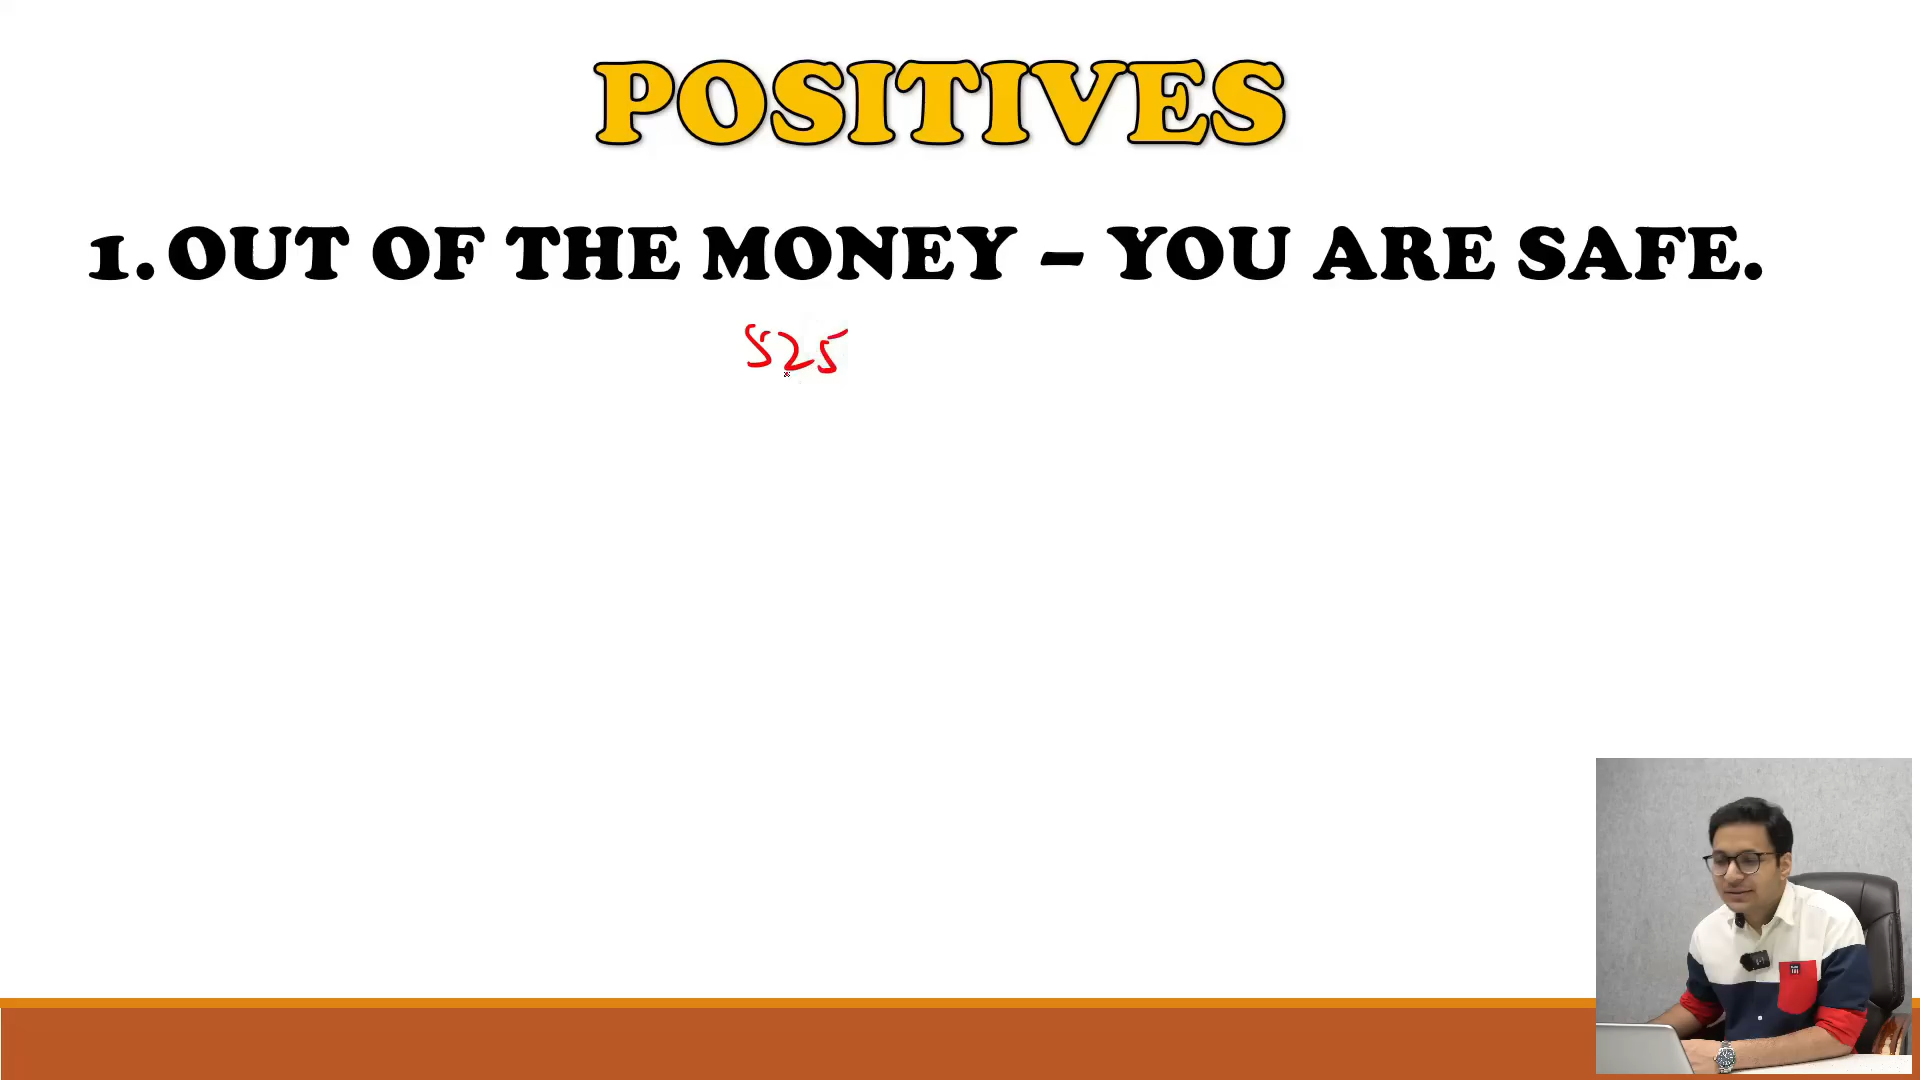 POSITIVES
1. OUT OF THE MONEY – YOU ARE SAFE.
525